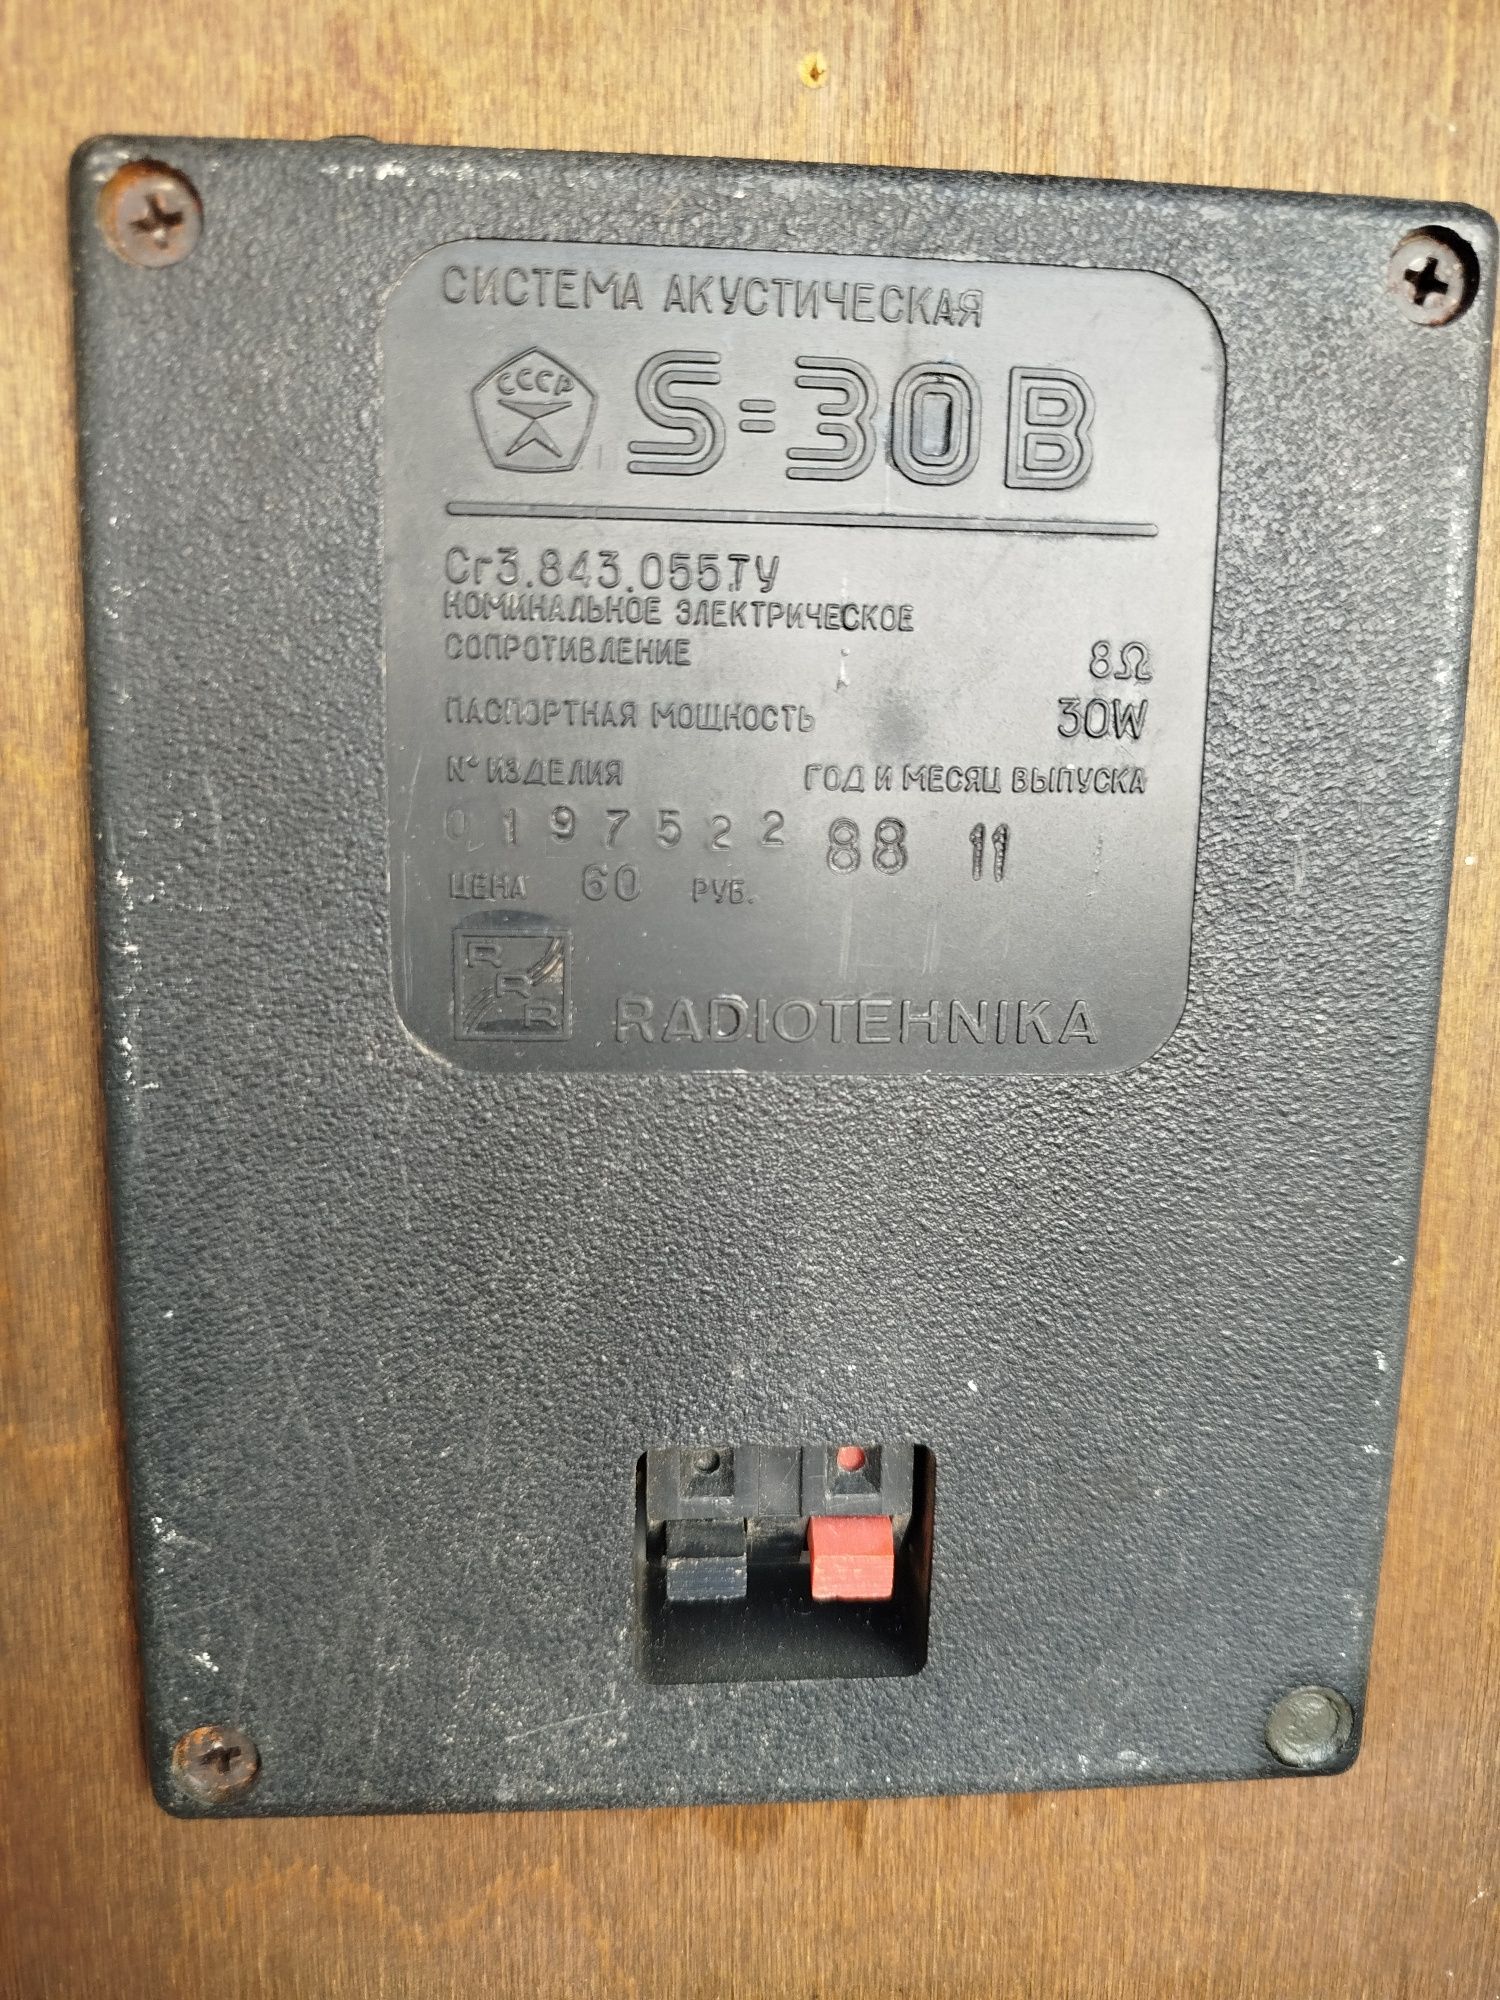 СИСТЕМА АКУСТИЧЕСКАЯ
СССР S-30B
Сг3.843.055ТУ
НОМИНАЛЬНОЕ ЭЛЕКТРИЧЕСКОЕ
СОПРОТИВЛЕНИЕ 8Ω
ПАСПОРТНАЯ МОЩНОСТЬ 30W
N° ИЗДЕЛИЯ ГОД И МЕСЯЦ ВЫПУСКА
0197522 88 11
ЦЕНА 60 РУБ.
RRR RADIOTEHNIKA